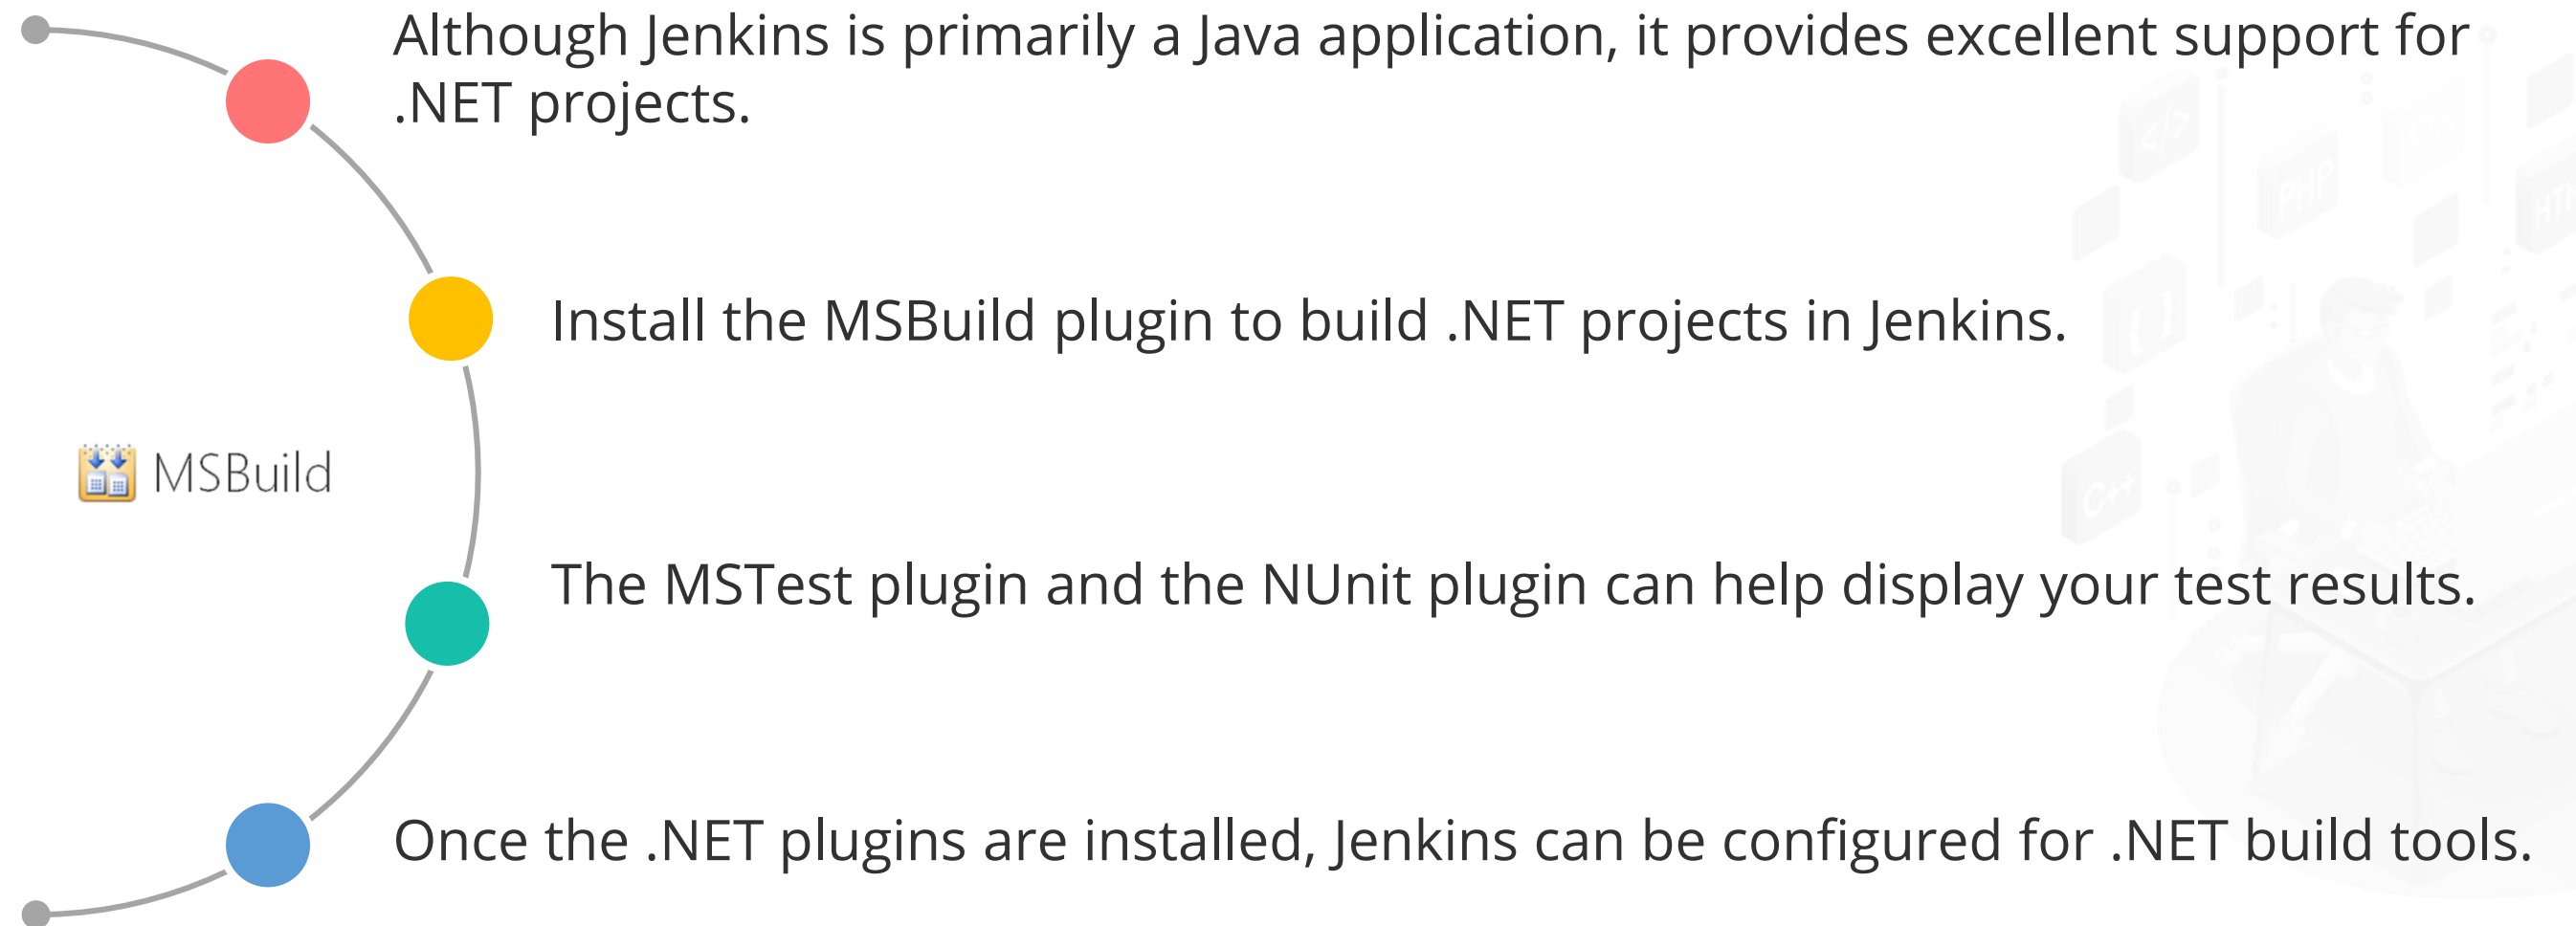 Although Jenkins is primarily a Java application, it provides excellent support for
.NET projects.
Install the MSBuild plugin to build .NET projects in Jenkins.
MSBuild
The MSTest plugin and the NUnit plugin can help display your test results.
Once the .NET plugins are installed, Jenkins can be configured for .NET build tools.
</>
PHP
{ }
C++